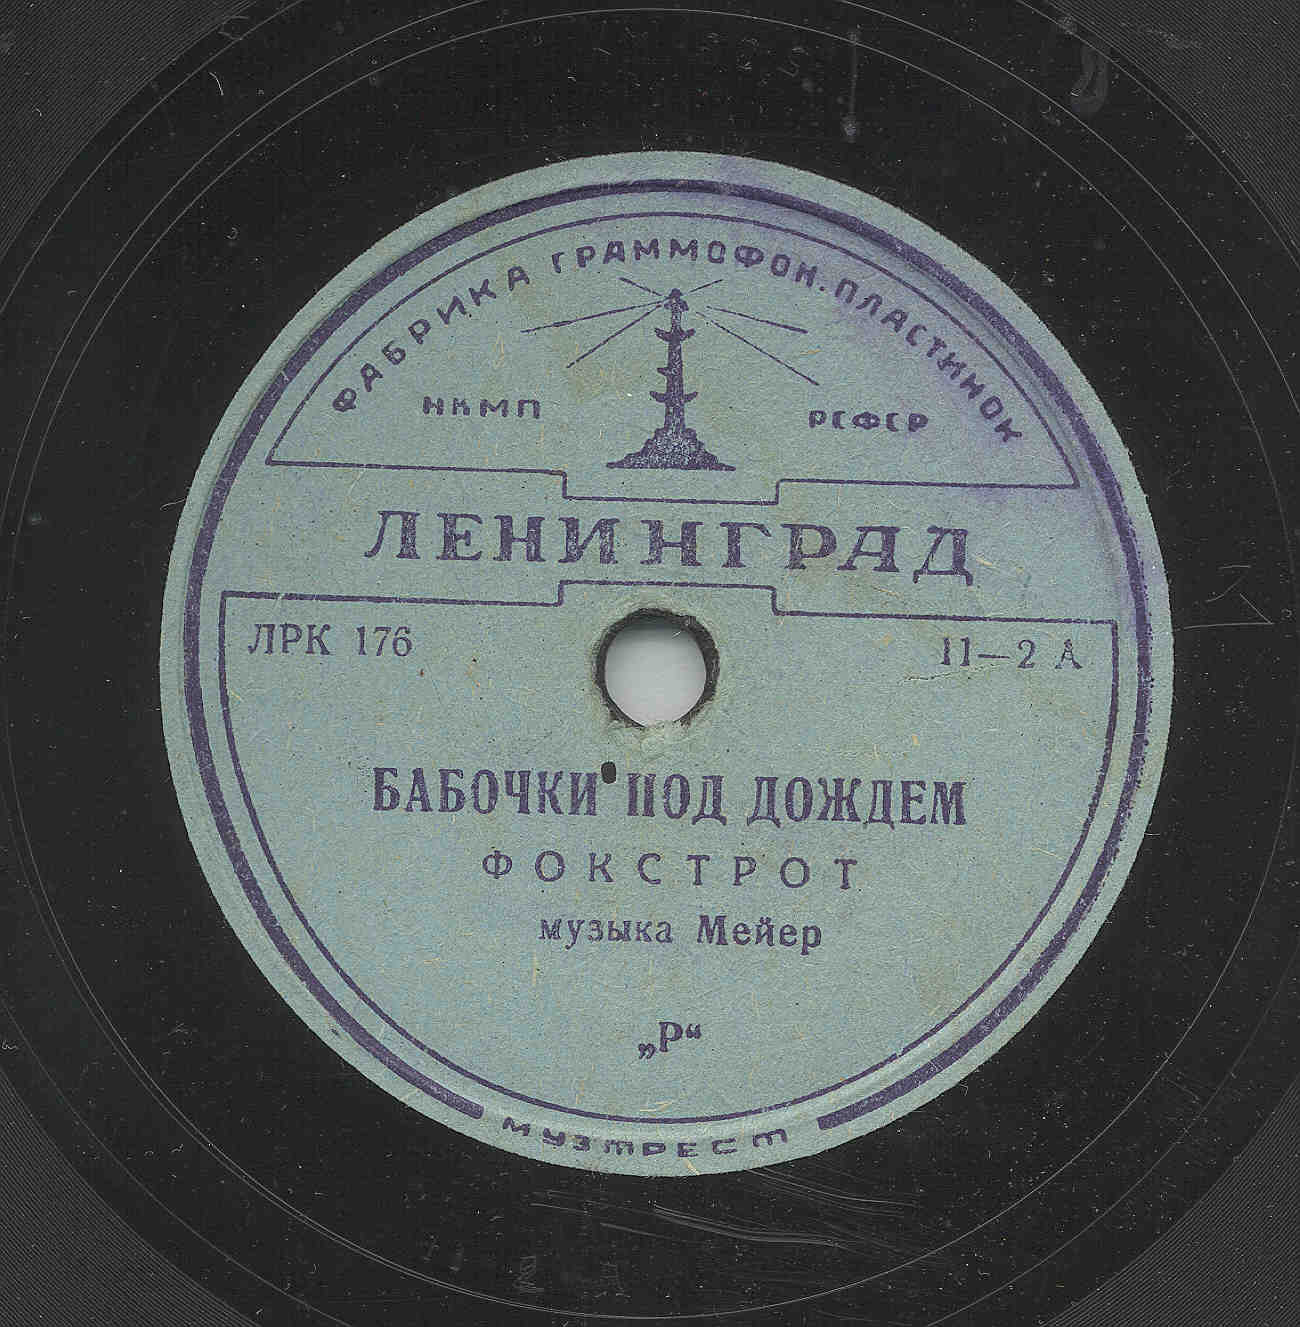 ФАБРИКА ГРАММОФОН. ПЛАСТИНОК
НКМП РСФСР
ЛЕНИНГРАД
ЛРК 176 11—2 А
БАБОЧКИ ПОД ДОЖДЕМ
ФОКСТРОТ
музыка Мейер
„Р“
МУЗТРЕСТ